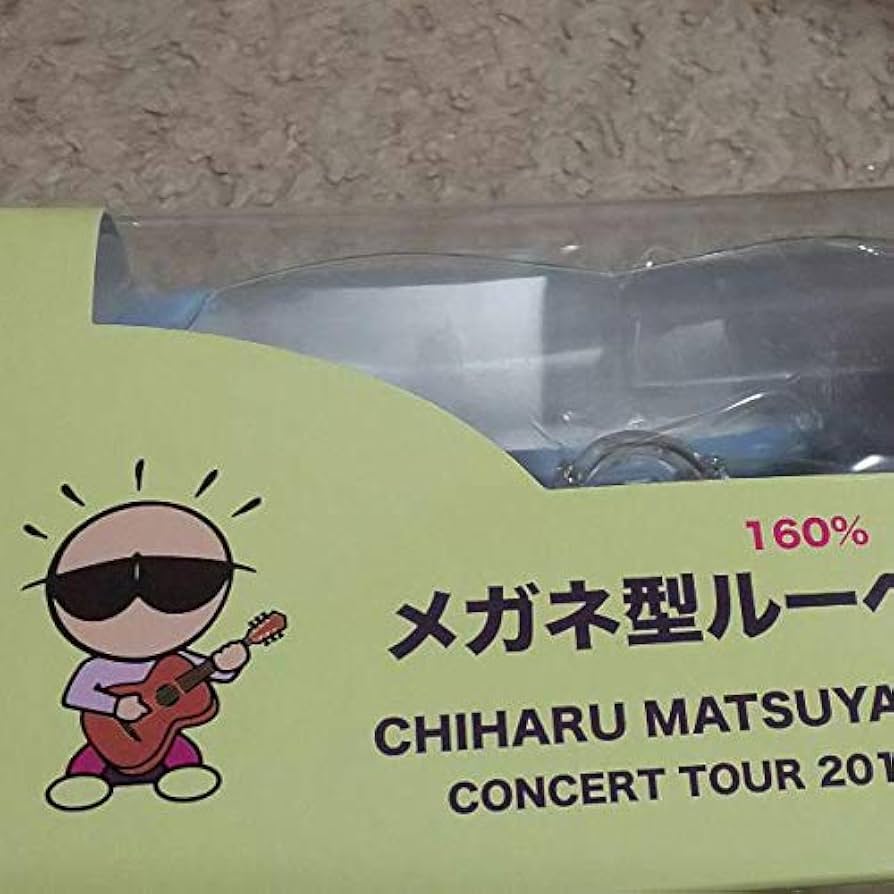 160%
メガネ型ルー
CHIHARU MATSUYA
CONCERT TOUR 201